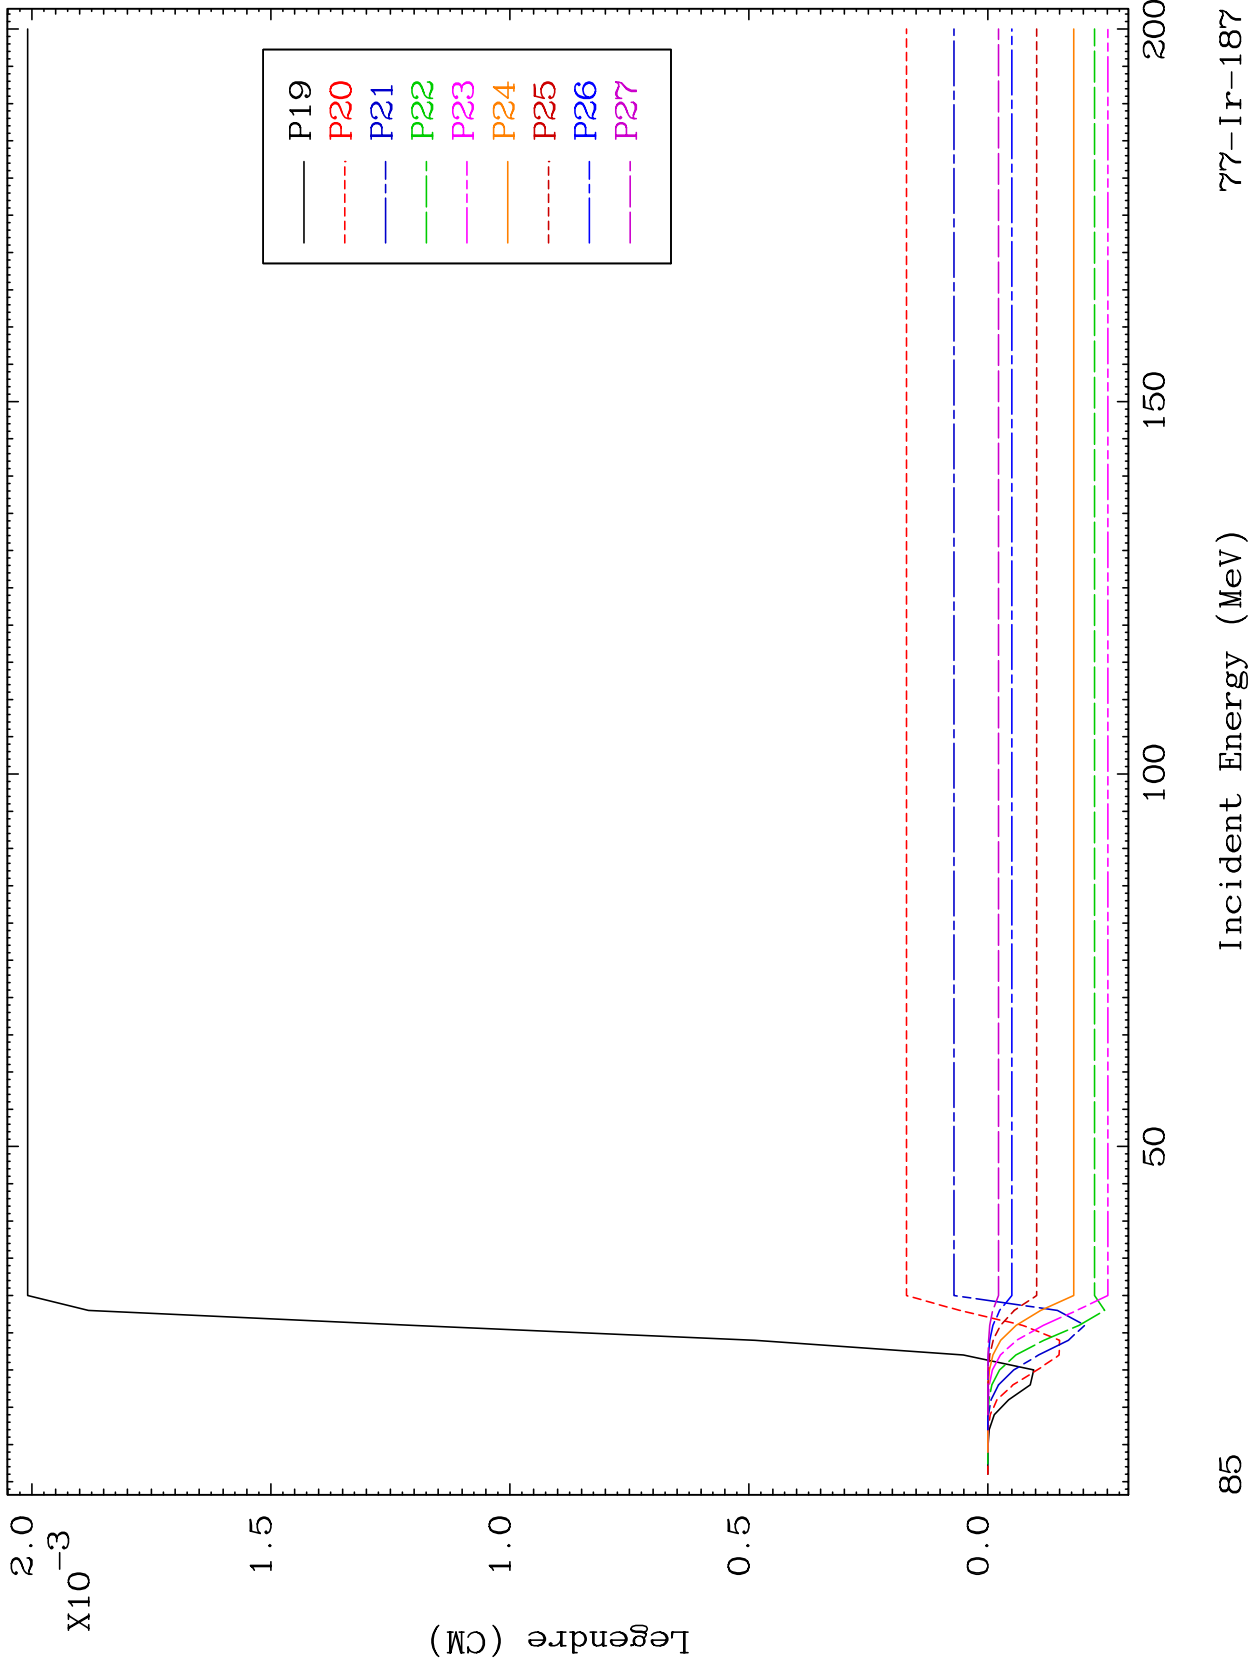 Legendre (CM)
X10-3
2.0
1.5
1.0
0.5
0.0
P19
P20
P21
P22
P23
P24
P25
P26
P27
50
100
150
200
85
Incident Energy (MeV)
77-Ir-187